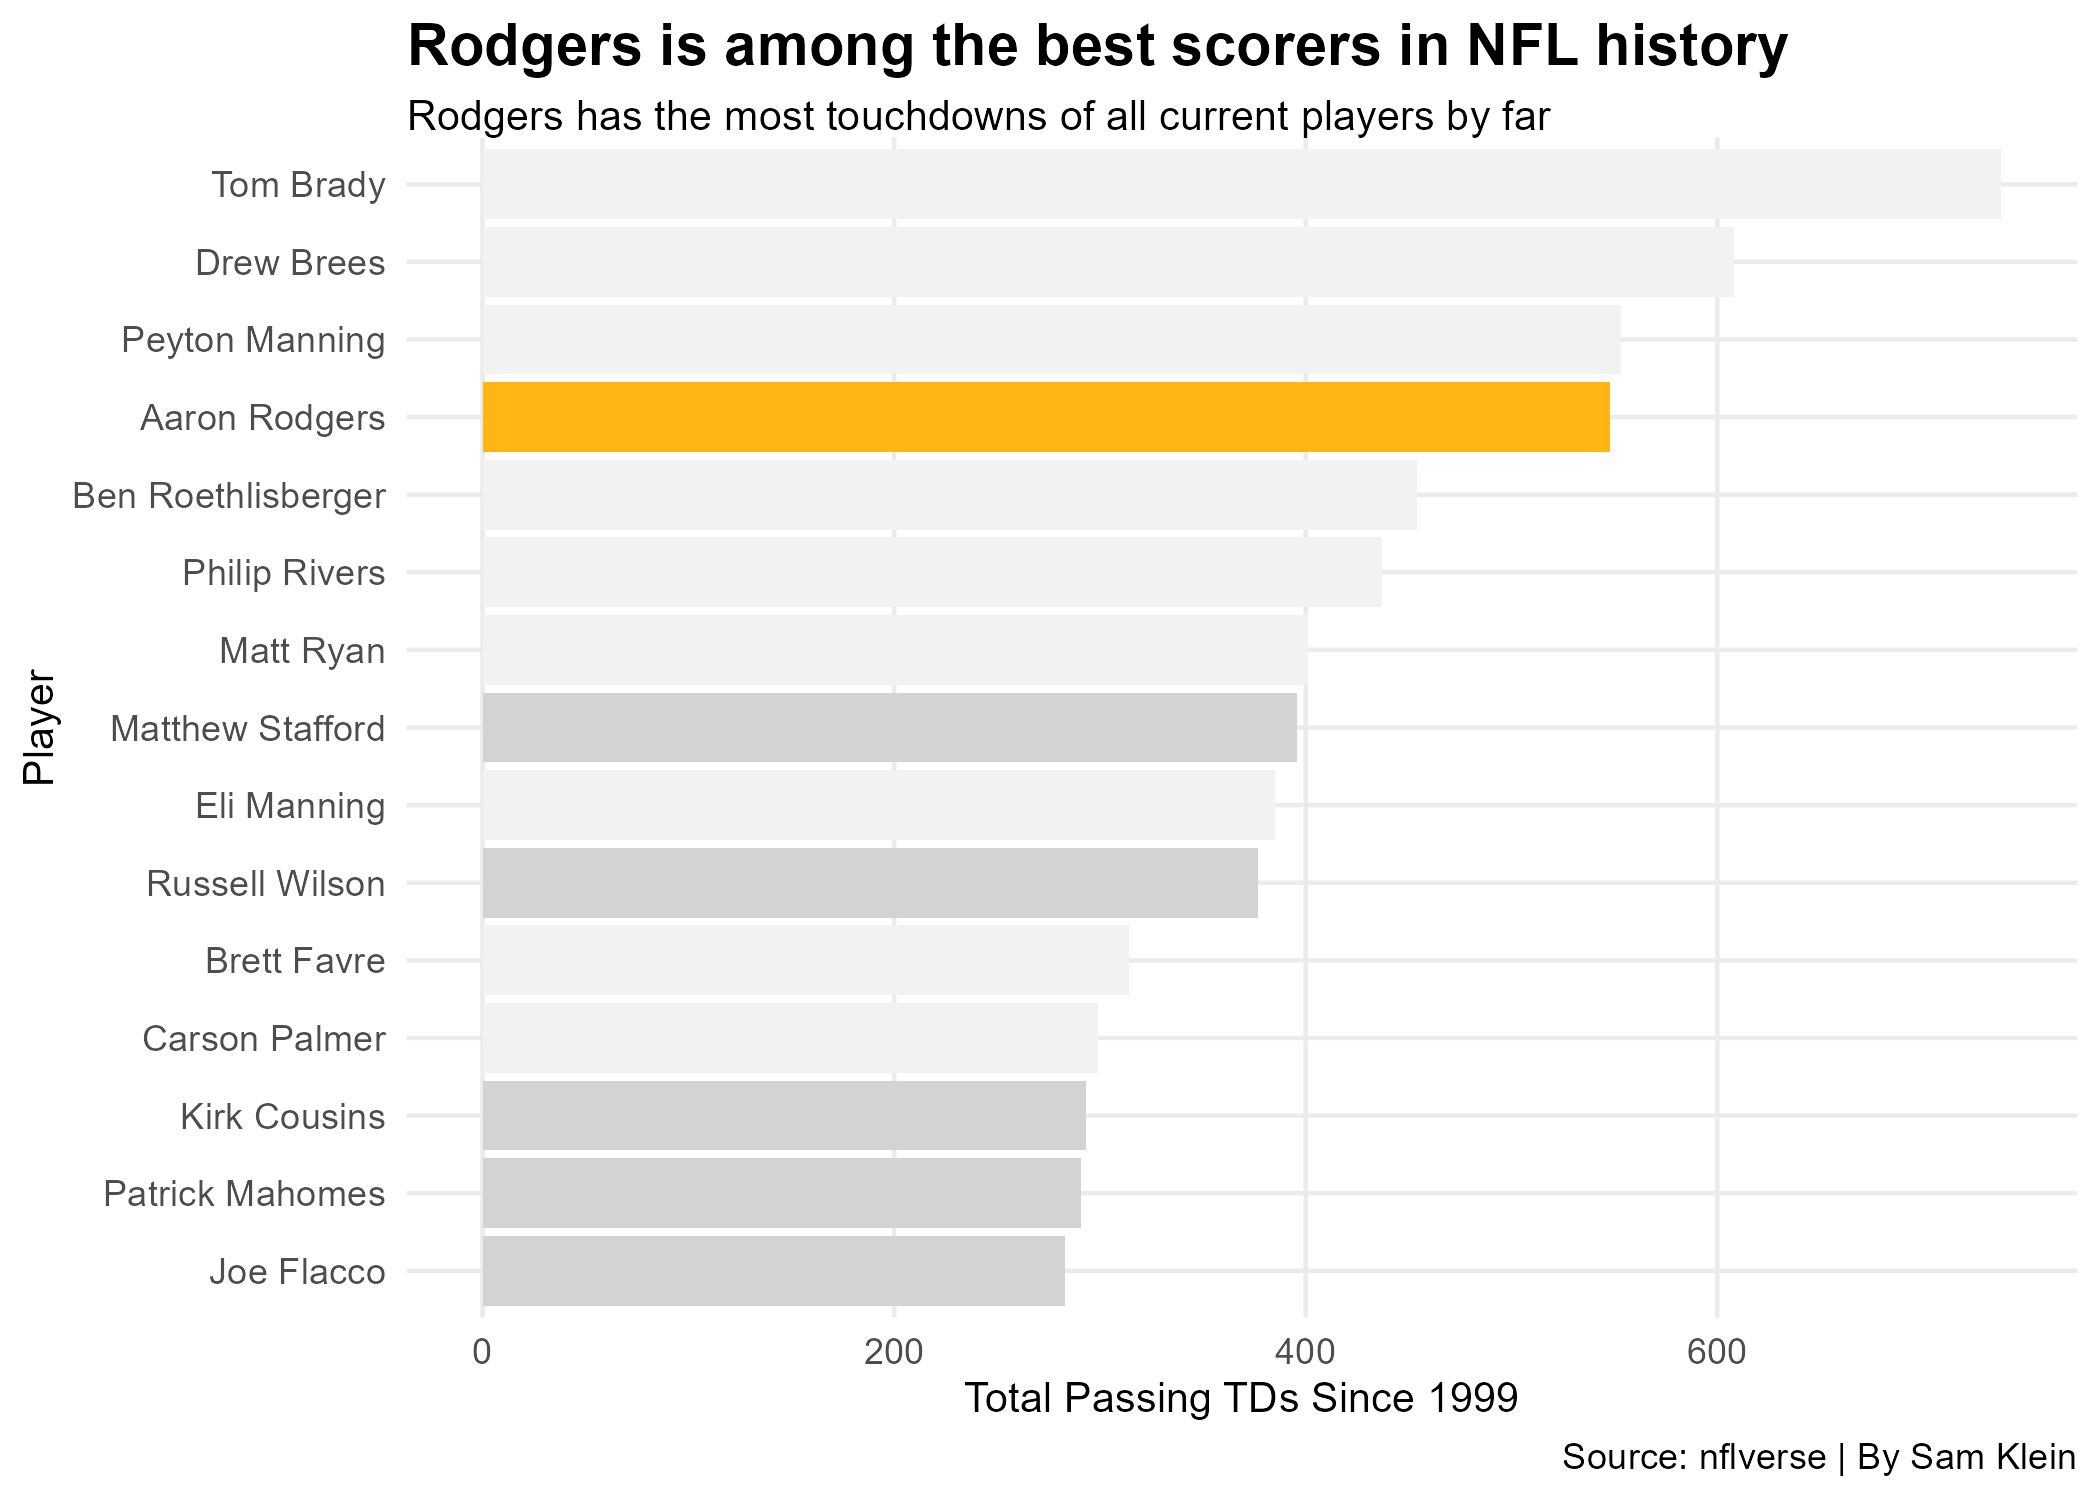 Rodgers is among the best scorers in NFL history
Rodgers has the most touchdowns of all current players by far
Tom Brady
Drew Brees
Peyton Manning
Aaron Rodgers
Ben Roethlisberger
Philip Rivers
Matt Ryan
Matthew Stafford
Eli Manning
Russell Wilson
Brett Favre
Carson Palmer
Kirk Cousins
Patrick Mahomes
Joe Flacco
Player
0 200 400 600
Total Passing TDs Since 1999
Source: nflverse | By Sam Klein